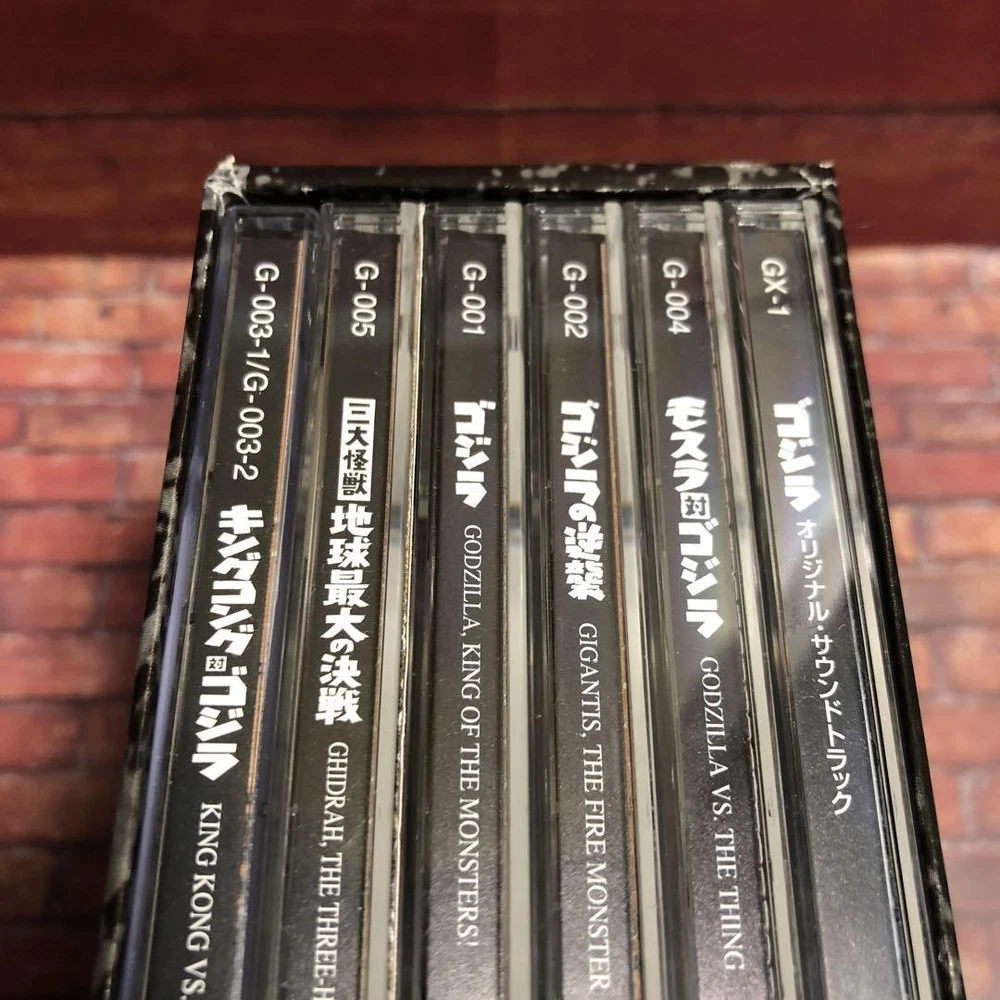 G-003-1/G-003-2 キングコング対ゴジラ KING KONG VS.
G-005 三大怪獣 地球最大の決戦 GHIDRAH, THE THREE-H
G-001 ゴジラ GODZILLA, KING OF THE MONSTERS!
G-002 ゴジラの逆襲 GIGANTIS, THE FIRE MONSTER
G-004 モスラ対ゴジラ GODZILLA VS. THE THING
GX-1 ゴジラ オリジナル・サウンドトラック